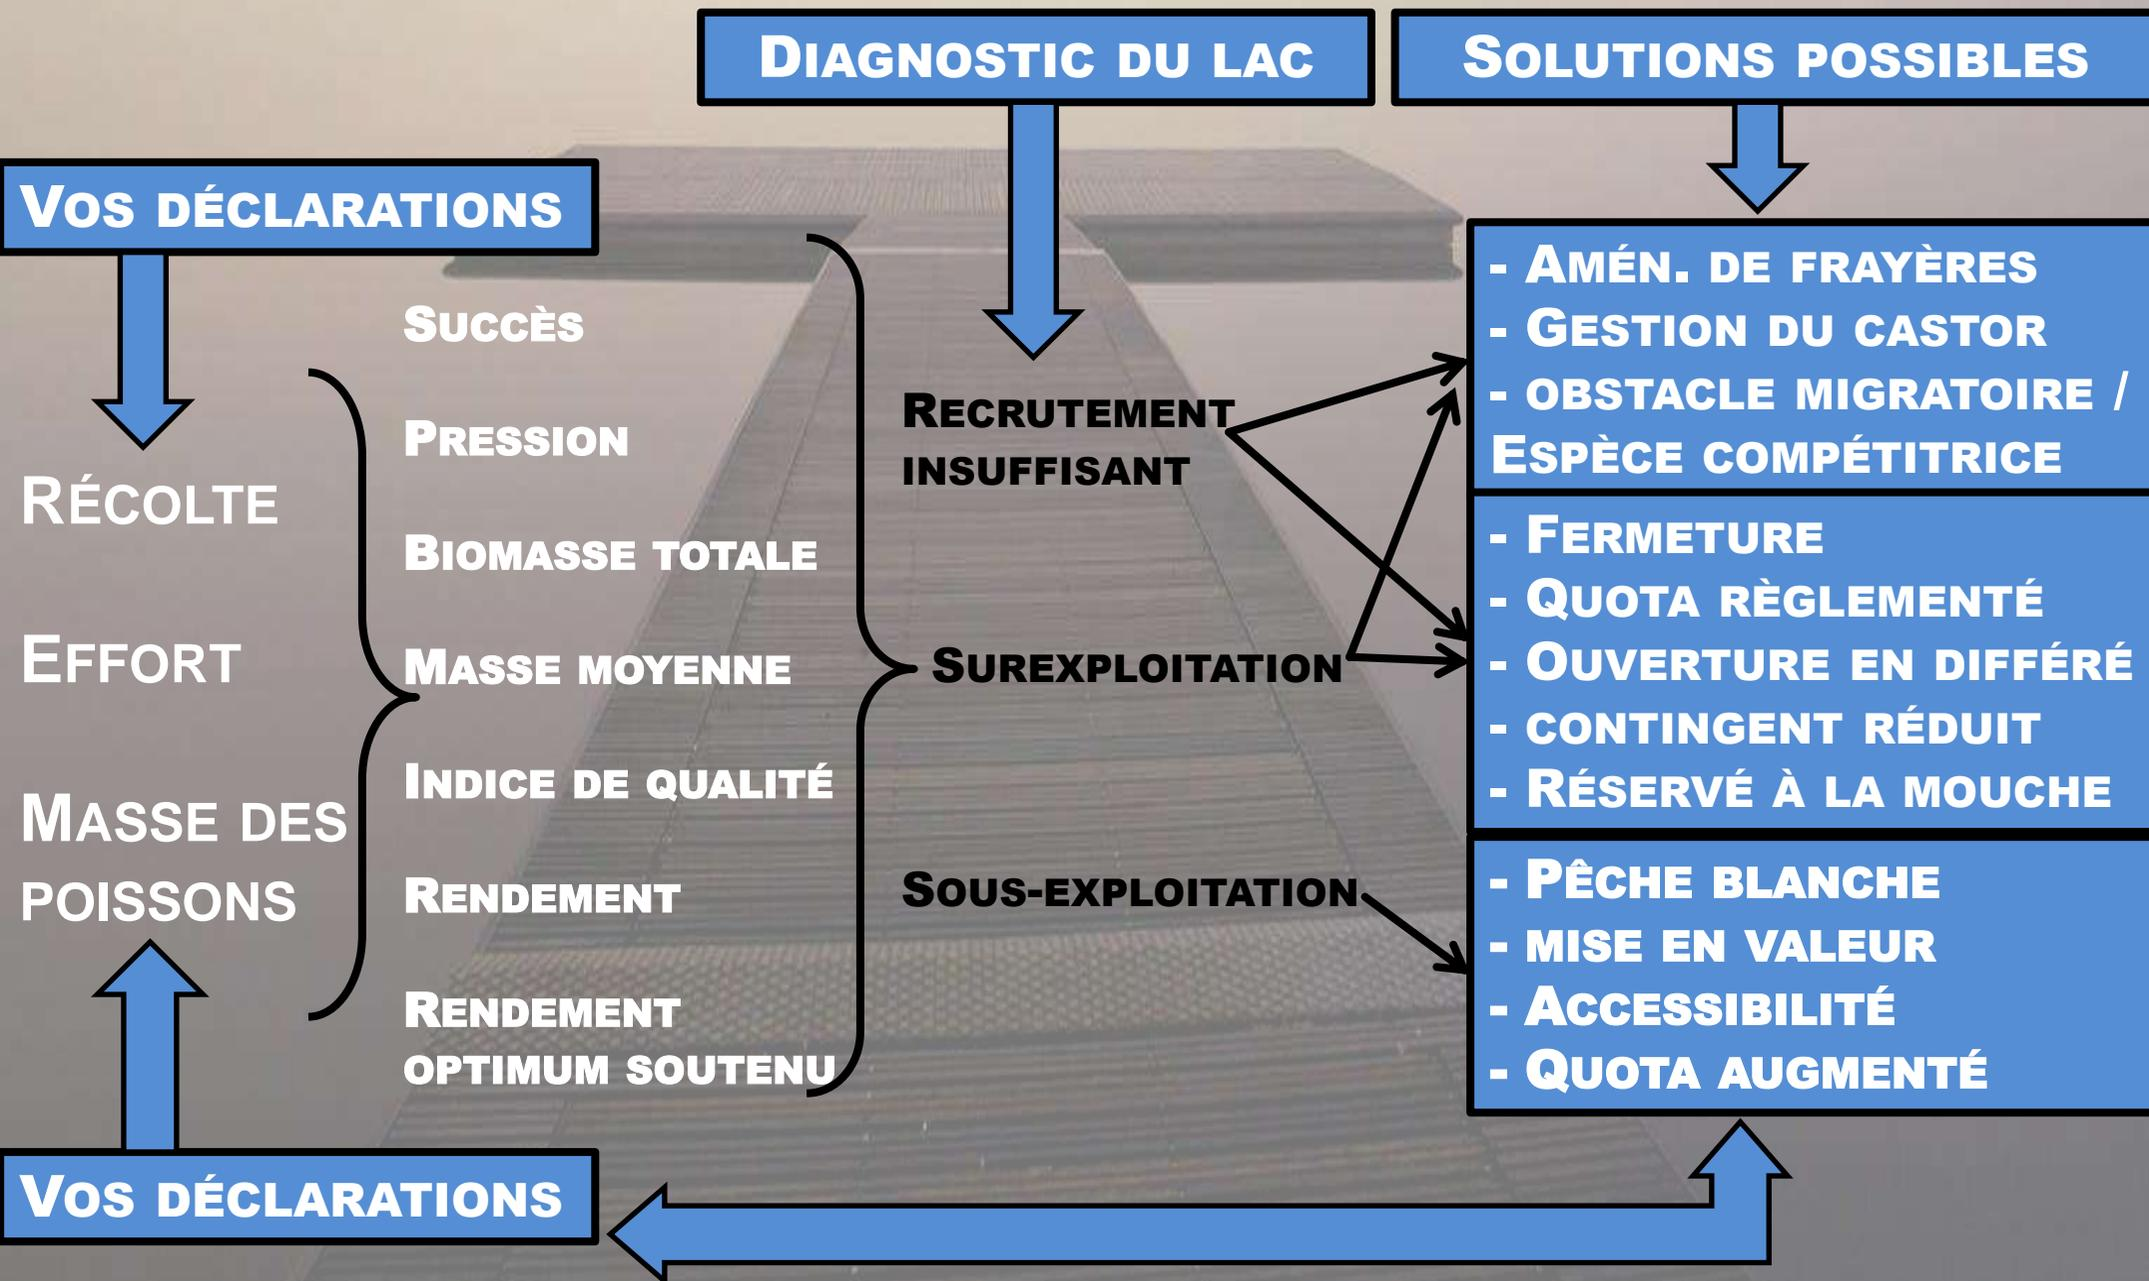 Diagnostic du lac
Solutions possibles
Vos déclarations
Récolte
Effort
Masse des
poissons
Vos déclarations
Succès
Pression
Biomasse totale
Masse moyenne
Indice de qualité
Rendement
Rendement
optimum soutenu
Recrutement
insuffisant
Surexploitation
Sous-exploitation
- Amén. de frayères
- Gestion du castor
- obstacle migratoire /
Espèce compétitrice
- Fermeture
- Quota règlementé
- Ouverture en différé
- contingent réduit
- Réservé à la mouche
- Pêche blanche
- mise en valeur
- Accessibilité
- Quota augmenté